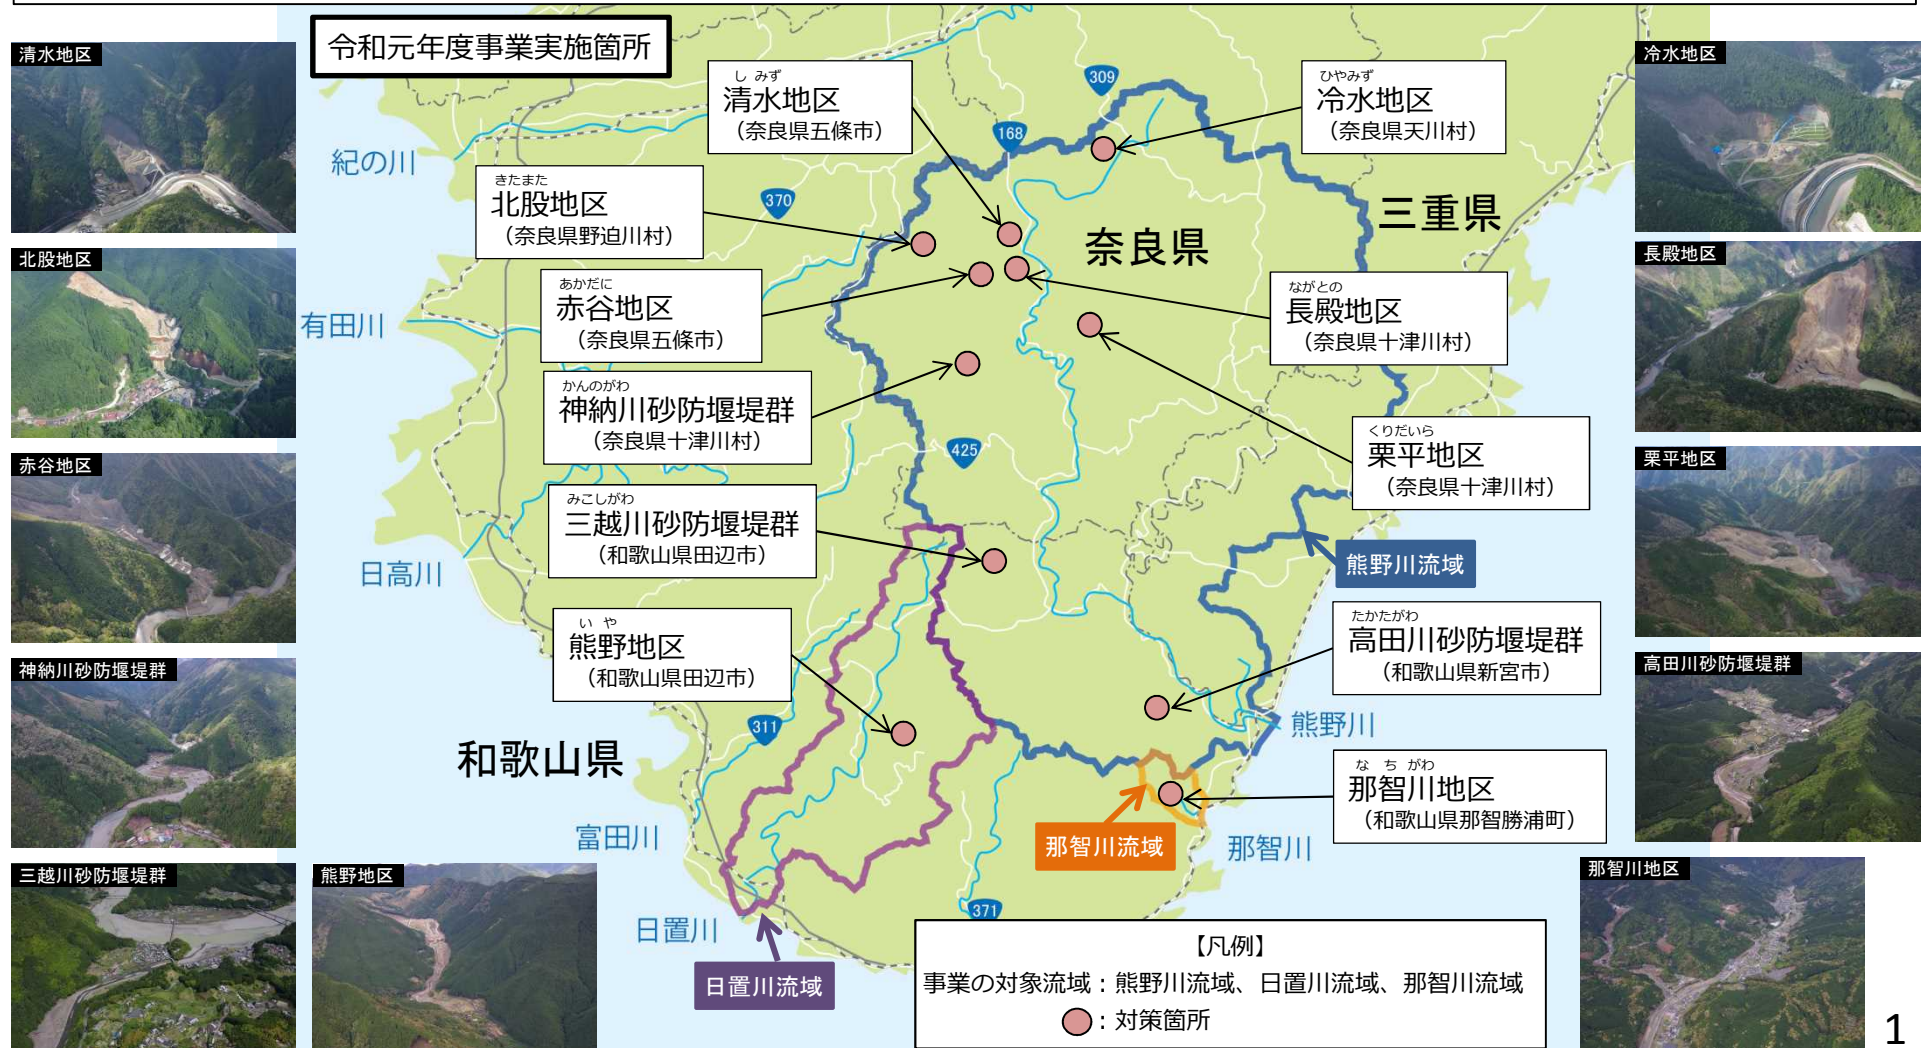 令和元年度事業実施箇所
清水地区
北股地区
赤谷地区
神納川砂防堰堤群
三越川砂防堰堤群
熊野地区
冷水地区
長殿地区
栗平地区
高田川砂防堰堤群
那智川地区
しみず
清水地区
（奈良県五條市）
ひやみず
冷水地区
（奈良県天川村）
きたまた
北股地区
（奈良県野迫川村）
あかだに
赤谷地区
（奈良県五條市）
ながとの
長殿地区
（奈良県十津川村）
かんのがわ
神納川砂防堰堤群
（奈良県十津川村）
くりだいら
栗平地区
（奈良県十津川村）
みこしがわ
三越川砂防堰堤群
（和歌山県田辺市）
いや
熊野地区
（和歌山県田辺市）
たかたがわ
高田川砂防堰堤群
（和歌山県新宮市）
なちがわ
那智川地区
（和歌山県那智勝浦町）
309
168
370
425
311
371
紀の川
有田川
日高川
富田川
日置川
熊野川
那智川
三重県
奈良県
和歌山県
熊野川流域
那智川流域
日置川流域
【凡例】
事業の対象流域：熊野川流域、日置川流域、那智川流域
：対策箇所
1